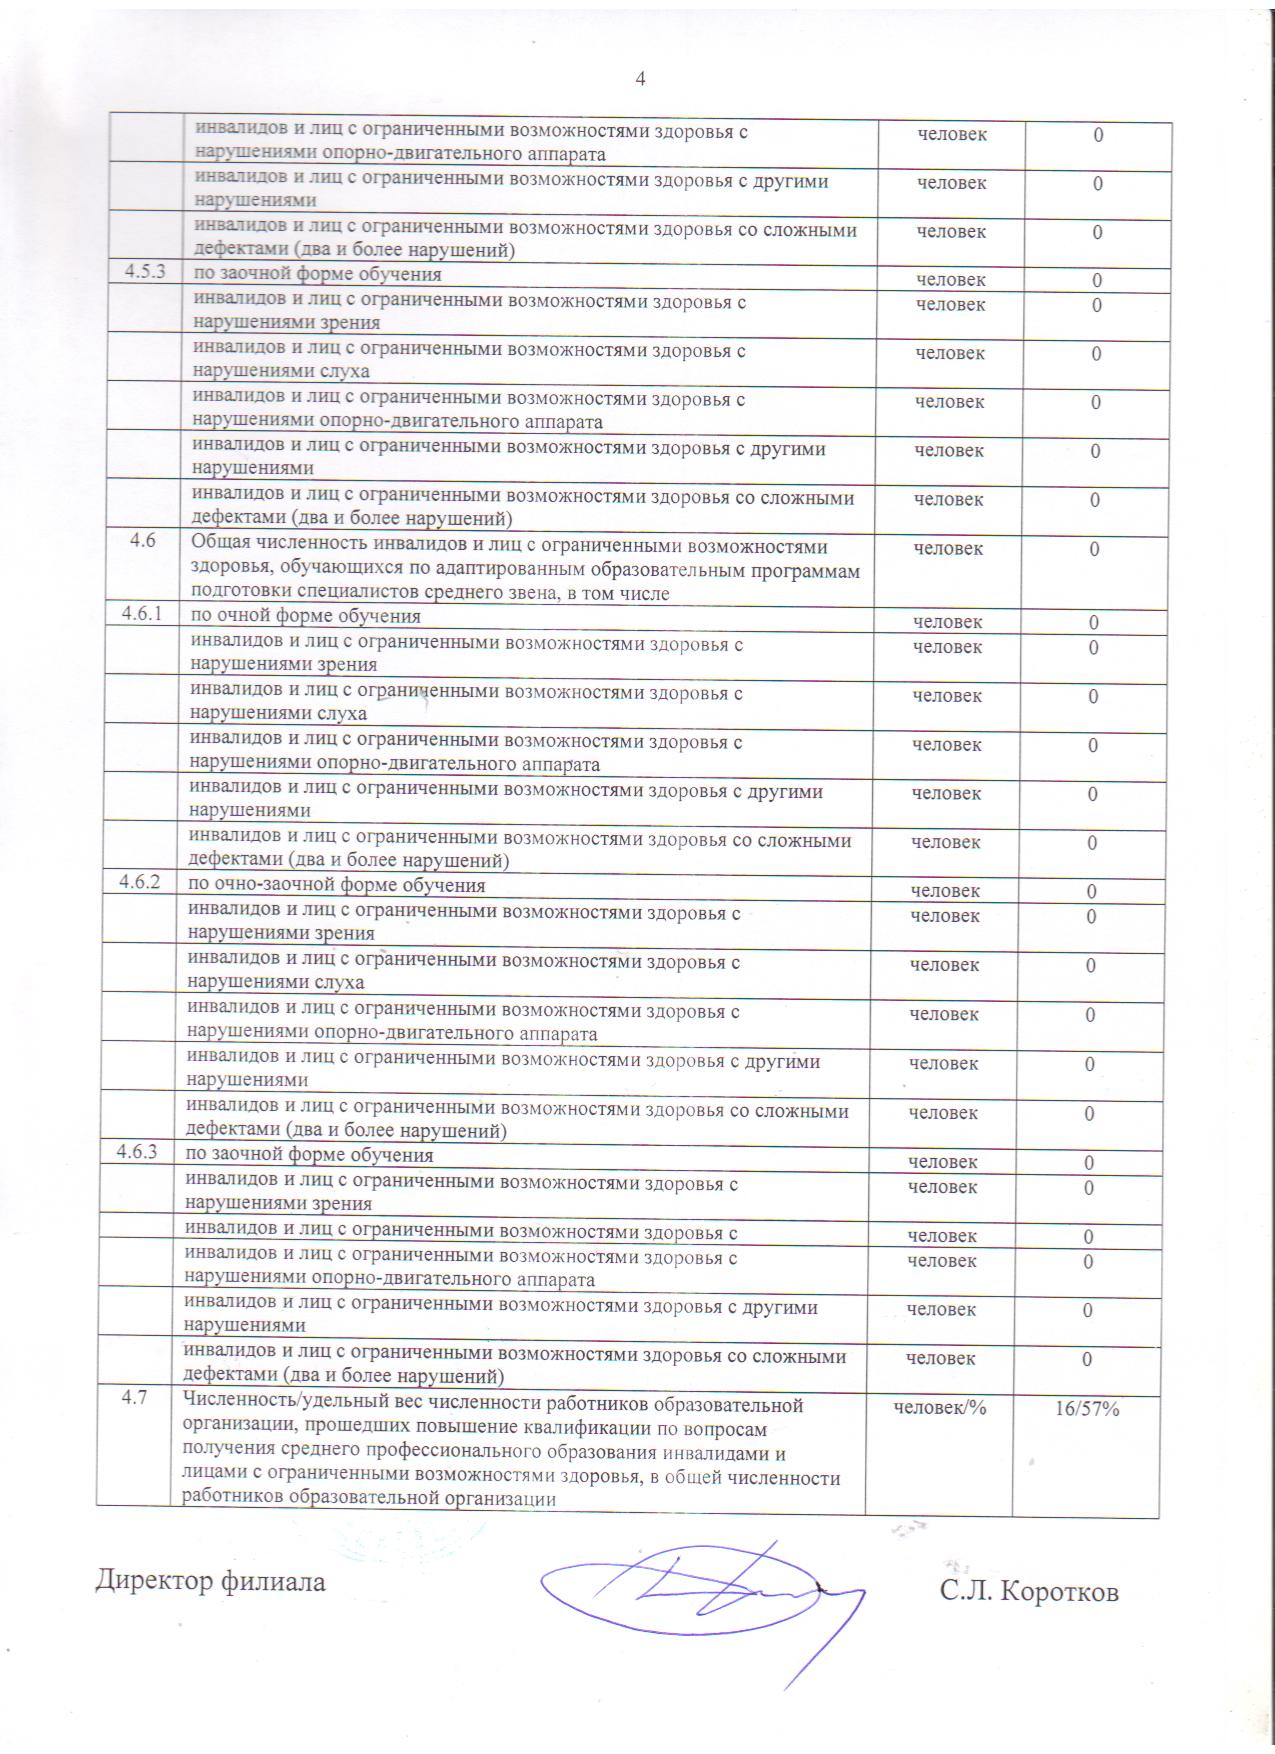 4
инвалидов и лиц с ограниченными возможностями здоровья с человек 0
нарушениями опорно-двигательного аппарата
инвалидов и лиц с ограниченными возможностями здоровья с другими человек 0
нарушениями
инвалидов и лиц с ограниченными возможностями здоровья со сложными человек 0
дефектами (два и более нарушений)
4.5.3 по заочной форме обучения человек 0
инвалидов и лиц с ограниченными возможностями здоровья с человек 0
нарушениями зрения
инвалидов и лиц с ограниченными возможностями здоровья с человек 0
нарушениями слуха
инвалидов и лиц с ограниченными возможностями здоровья с человек 0
нарушениями опорно-двигательного аппарата
инвалидов и лиц с ограниченными возможностями здоровья с другими человек 0
нарушениями
инвалидов и лиц с ограниченными возможностями здоровья со сложными человек 0
дефектами (два и более нарушений)
4.6 Общая численность инвалидов и лиц с ограниченными возможностями человек 0
здоровья, обучающихся по адаптированным образовательным программам
подготовки специалистов среднего звена, в том числе
4.6.1 по очной форме обучения человек 0
инвалидов и лиц с ограниченными возможностями здоровья с человек 0
нарушениями зрения
инвалидов и лиц с ограниченными возможностями здоровья с человек 0
нарушениями слуха
инвалидов и лиц с ограниченными возможностями здоровья с человек 0
нарушениями опорно-двигательного аппарата
инвалидов и лиц с ограниченными возможностями здоровья с другими человек 0
нарушениями
инвалидов и лиц с ограниченными возможностями здоровья со сложными человек 0
дефектами (два и более нарушений)
4.6.2 по очно-заочной форме обучения человек 0
инвалидов и лиц с ограниченными возможностями здоровья с человек 0
нарушениями зрения
инвалидов и лиц с ограниченными возможностями здоровья с человек 0
нарушениями слуха
инвалидов и лиц с ограниченными возможностями здоровья с человек 0
нарушениями опорно-двигательного аппарата
инвалидов и лиц с ограниченными возможностями здоровья с другими человек 0
нарушениями
инвалидов и лиц с ограниченными возможностями здоровья со сложными человек 0
дефектами (два и более нарушений)
4.6.3 по заочной форме обучения человек 0
инвалидов и лиц с ограниченными возможностями здоровья с человек 0
нарушениями зрения
инвалидов и лиц с ограниченными возможностями здоровья с человек 0
инвалидов и лиц с ограниченными возможностями здоровья с человек 0
нарушениями опорно-двигательного аппарата
инвалидов и лиц с ограниченными возможностями здоровья с другими человек 0
нарушениями
инвалидов и лиц с ограниченными возможностями здоровья со сложными человек 0
дефектами (два и более нарушений)
4.7 Численность/удельный вес численности работников образовательной человек/% 16/57%
организации, прошедших повышение квалификации по вопросам
получения среднего профессионального образования инвалидами и
лицами с ограниченными возможностями здоровья, в общей численности
работников образовательной организации
Директор филиала С.Л. Коротков